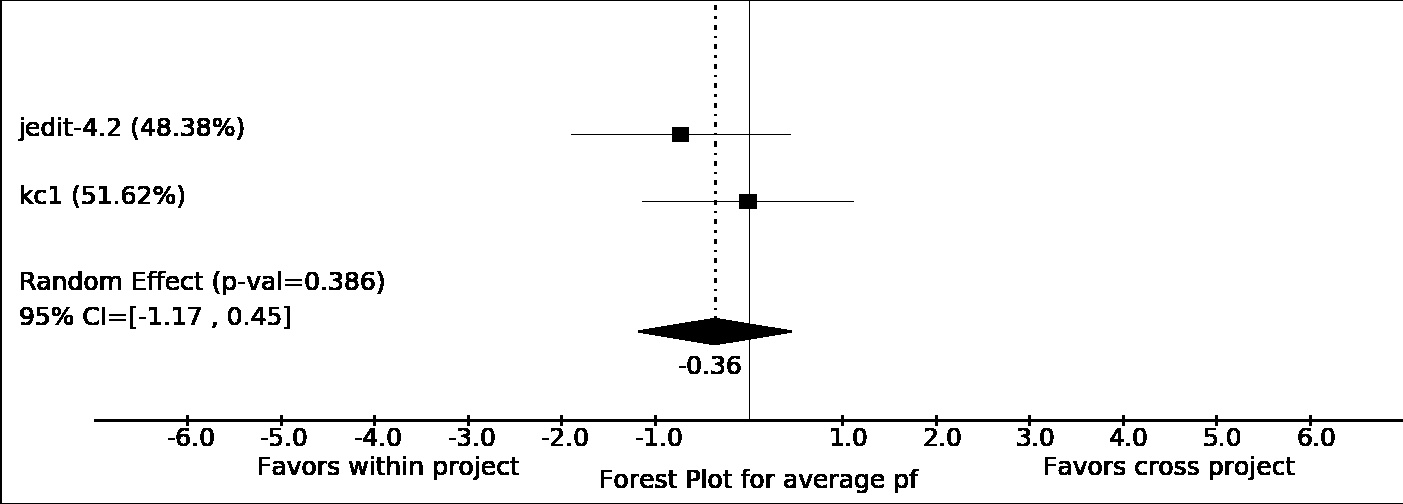 jedit-4.2 (48.38%)
kc1 (51.62%)
Random Effect (p-val=0.386)
95% CI=[-1.17 , 0.45]
-0.36
-6.0 -5.0 -4.0 -3.0 -2.0 -1.0 1.0 2.0 3.0 4.0 5.0 6.0
Favors within project Favors cross project
Forest Plot for average pf